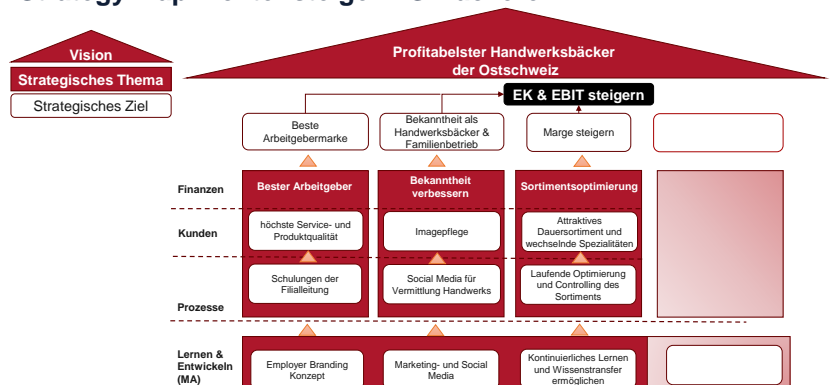 Vision
Strategisches Thema
Strategisches Ziel
Profitabelster Handwerksbäcker
der Ostschweiz
EK & EBIT steigern
Beste
Arbeitgebermarke
Bekanntheit als
Handwerksbäcker &
Familienbetrieb
Marge steigern
Finanzen
Bester Arbeitgeber
Bekanntheit
verbessern
Sortimentsoptimierung
Kunden
höchste Service- und
Produktqualität
Imagepflege
Attraktives
Dauersortiment und
wechselnde Spezialitäten
Prozesse
Schulungen der
Filialleitung
Social Media für
Vermittlung Handwerks
Laufende Optimierung
und Controlling des
Sortiments
Lernen &
Entwickeln
(MA)
Employer Branding
Konzept
Marketing- und Social
Media
Kontinuierliches Lernen
und Wissenstransfer
ermöglichen